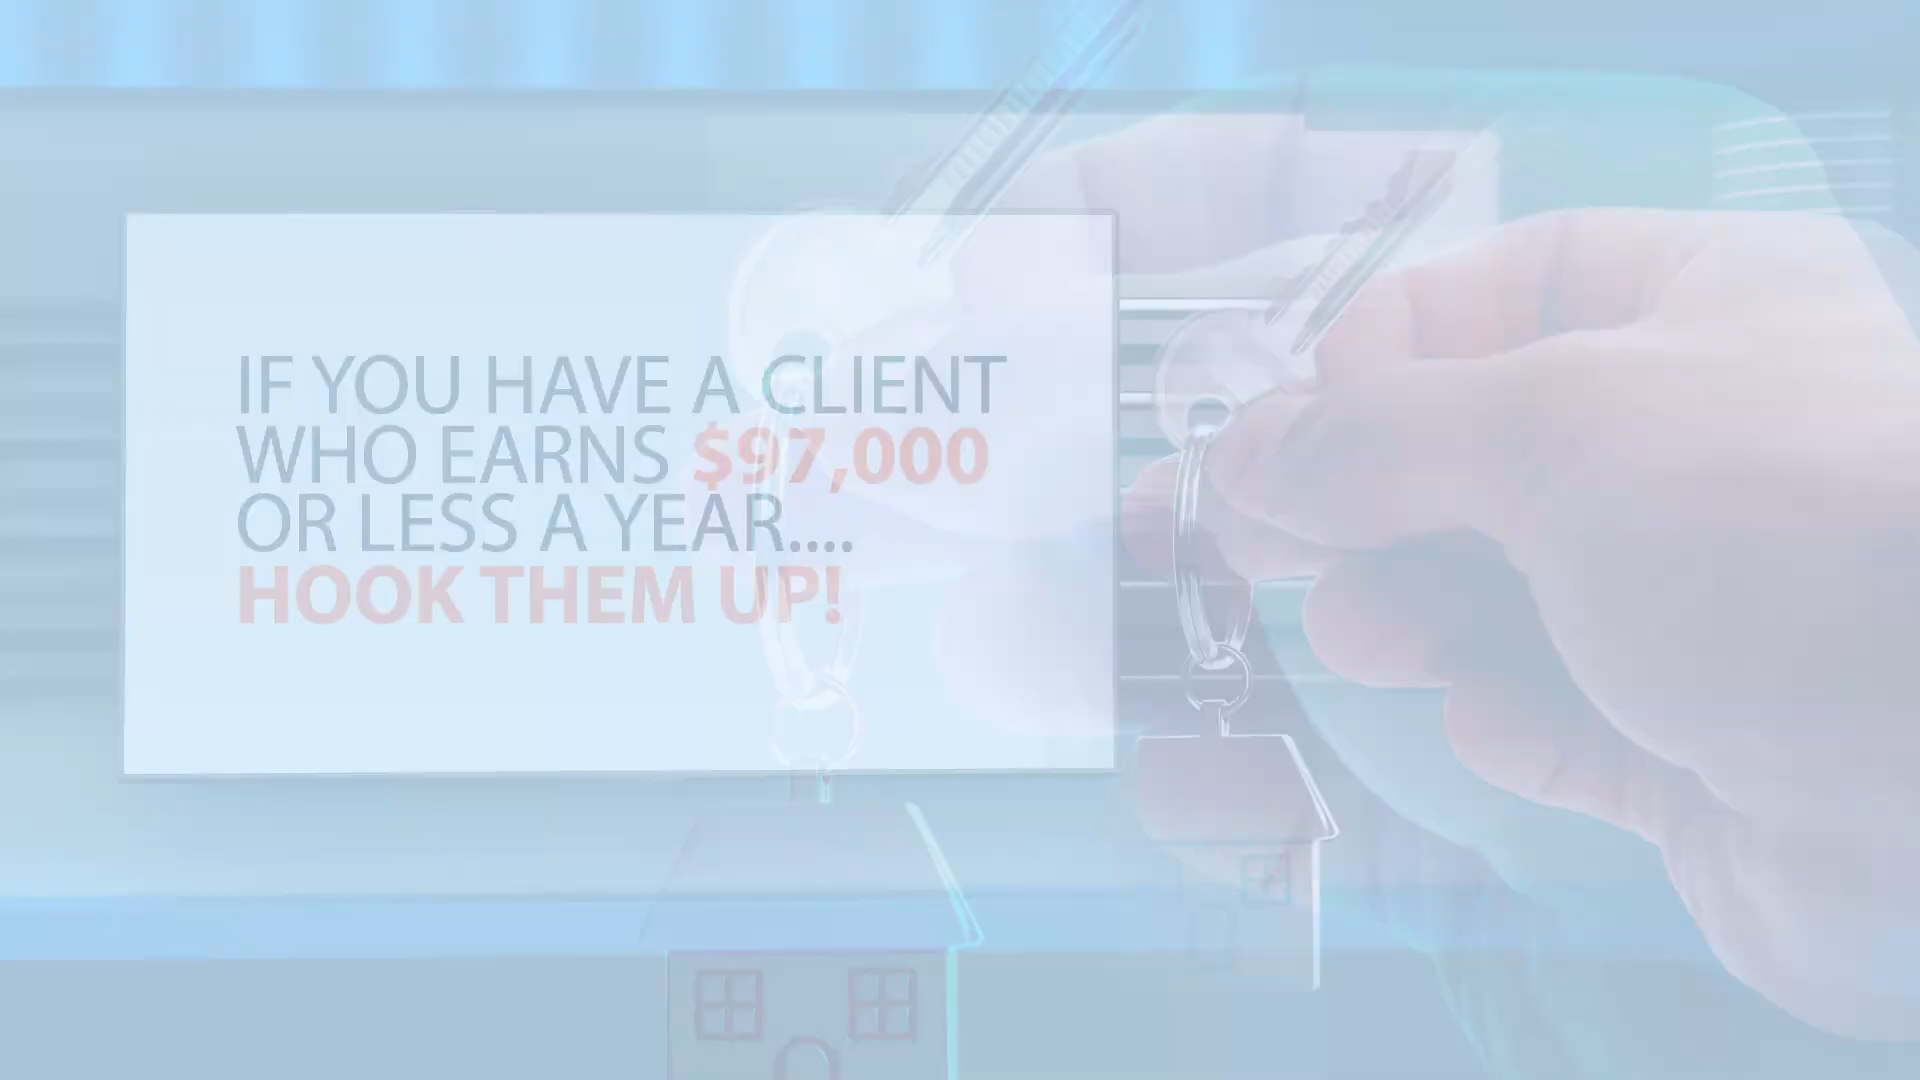 IF YOU HAVE A CLIENT
WHO EARNS $97,000
OR LESS A YEAR....
HOOK THEM UP!